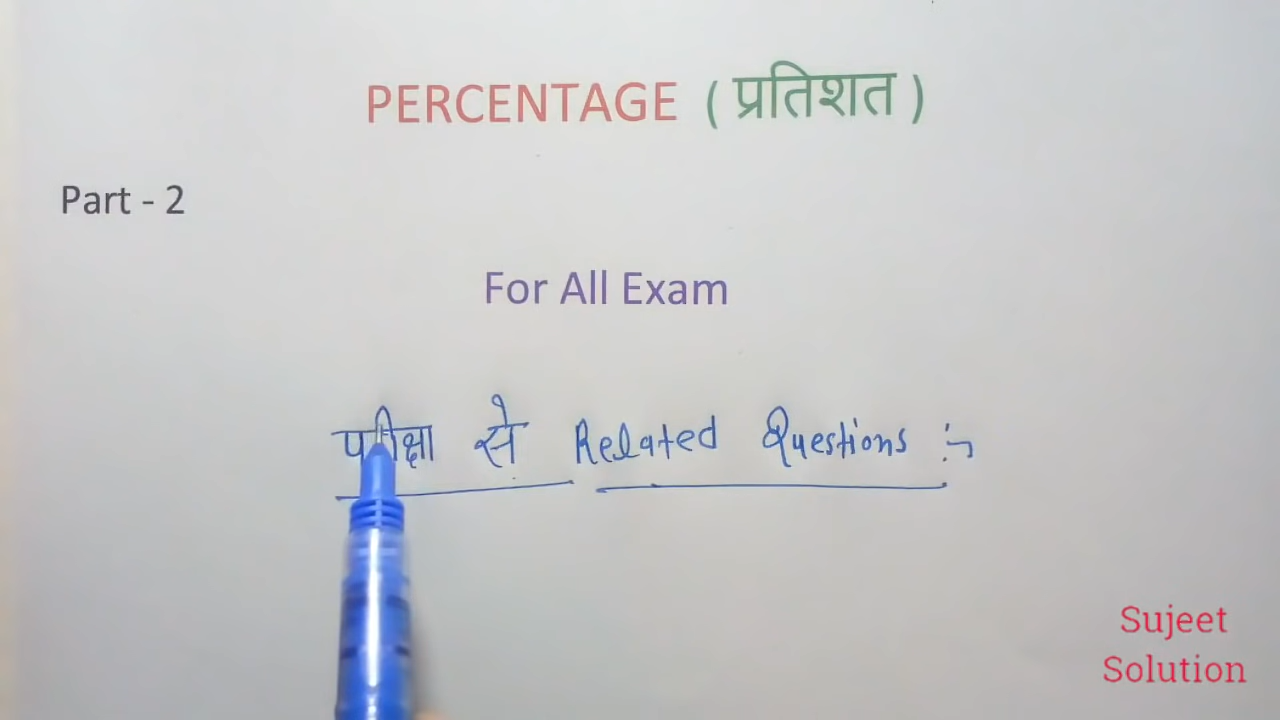 PERCENTAGE ( प्रतिशत )
Part - 2
For All Exam
परीक्षा से Related Questions :-
Sujeet
Solution